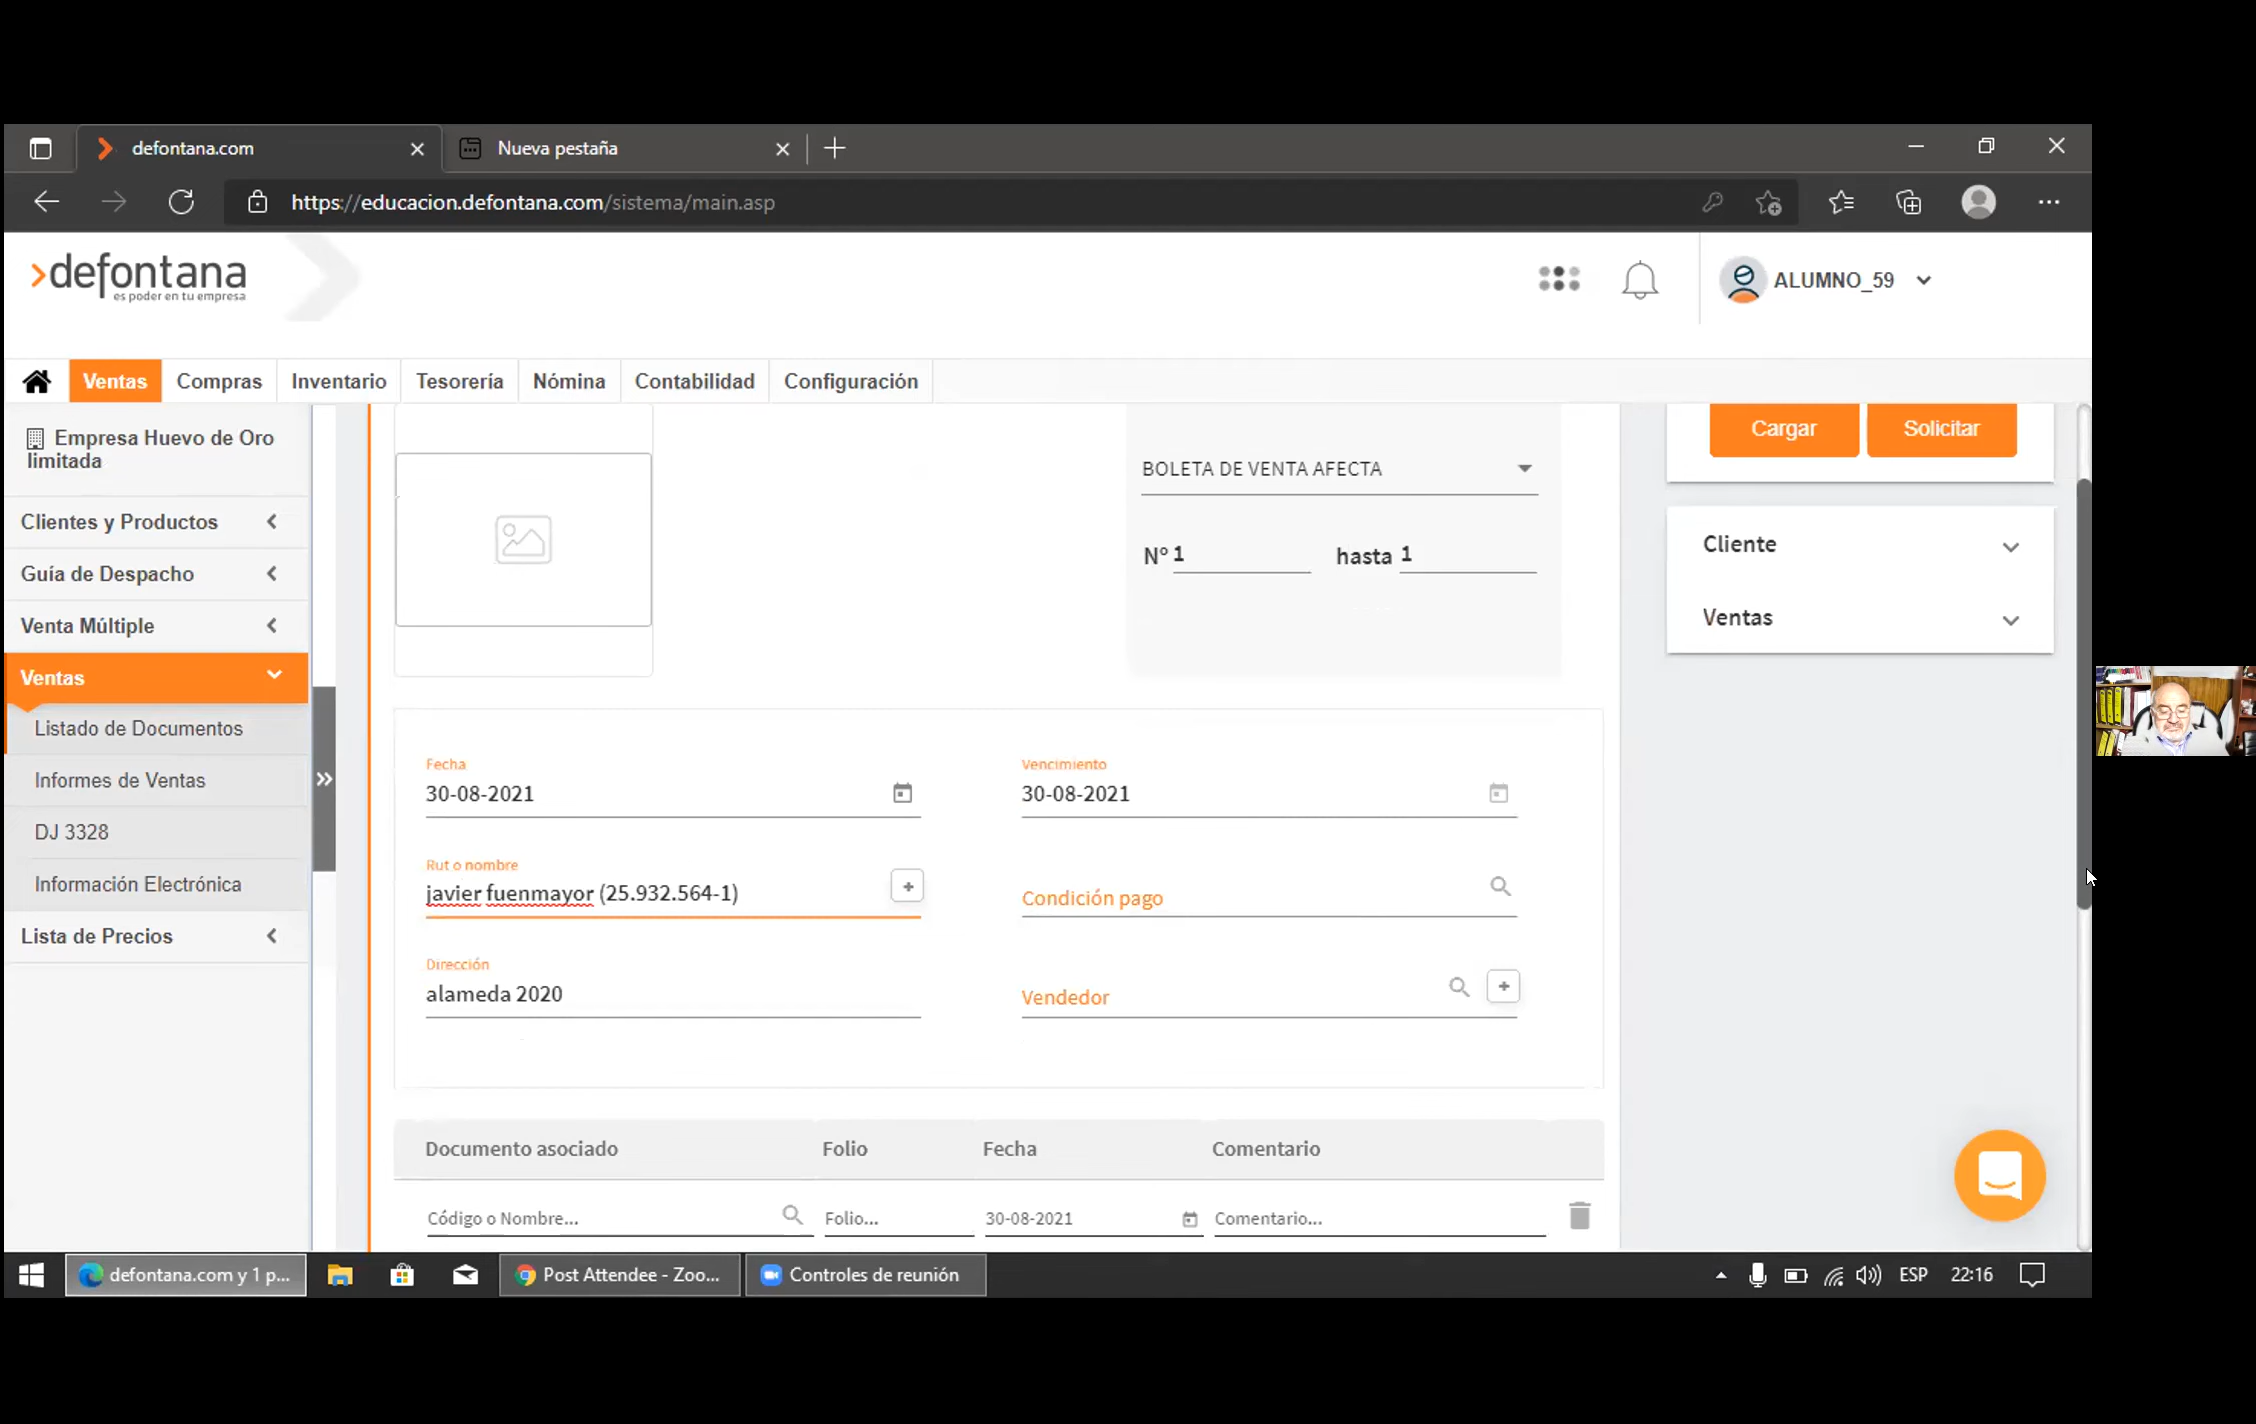 defontana.com
Nueva pestaña
https://educacion.defontana.com/sistema/main.asp
defontana
es poder en tu empresa
ALUMNO_59
Ventas
Compras
Inventario
Tesorería
Nómina
Contabilidad
Configuración
Empresa Huevo de Oro
limitada
Clientes y Productos
Guía de Despacho
Venta Múltiple
Ventas
Listado de Documentos
Informes de Ventas
DJ 3328
Información Electrónica
Lista de Precios
BOLETA DE VENTA AFECTA
Nº 1 hasta 1
Cargar
Solicitar
Cliente
Ventas
Fecha
30-08-2021
Vencimiento
30-08-2021
Rut o nombre
javier fuenmayor (25.932.564-1)
Condición pago
Dirección
alameda 2020
Vendedor
Documento asociado Folio Fecha Comentario
Código o Nombre... Folio... 30-08-2021 Comentario...
defontana.com y 1 p...
Post Attendee - Zoo...
Controles de reunión
ESP
22:16